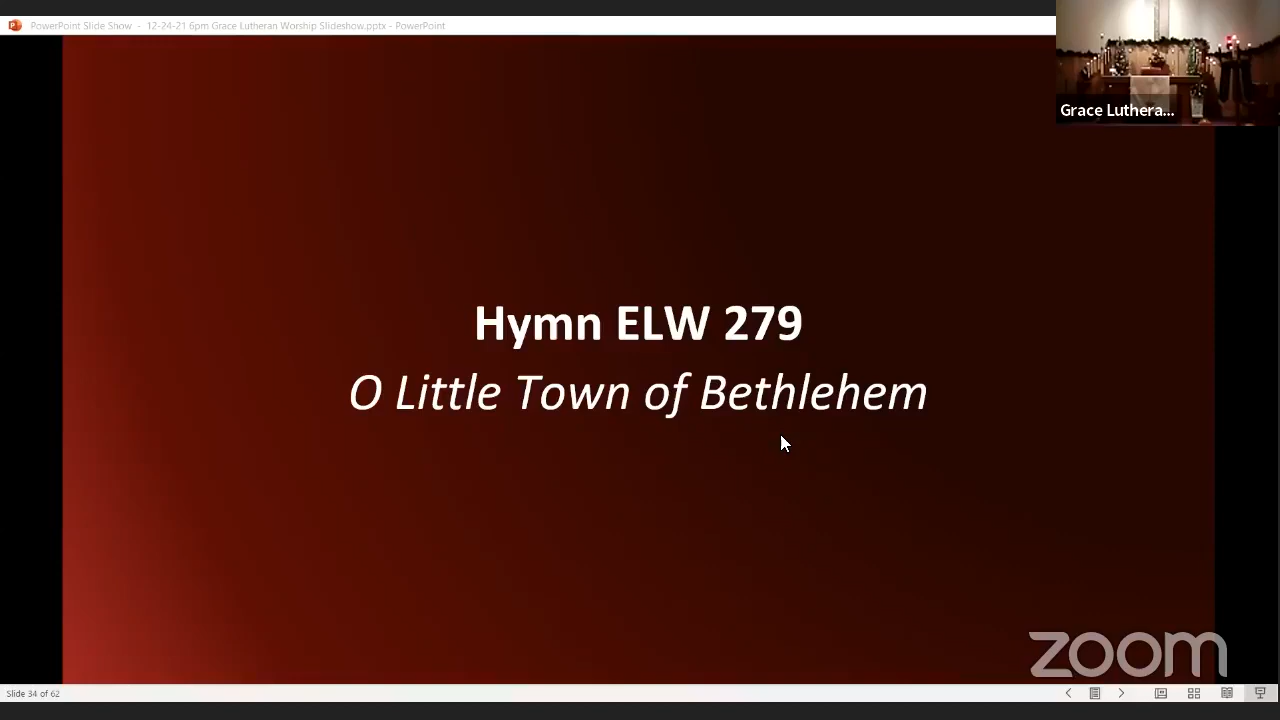 PowerPoint Slide Show - 12-24-21 6pm Grace Lutheran Worship Slideshow.pptx - PowerPoint
Grace Luthera...
Hymn ELW 279
O Little Town of Bethlehem
zoom
Slide 34 of 62